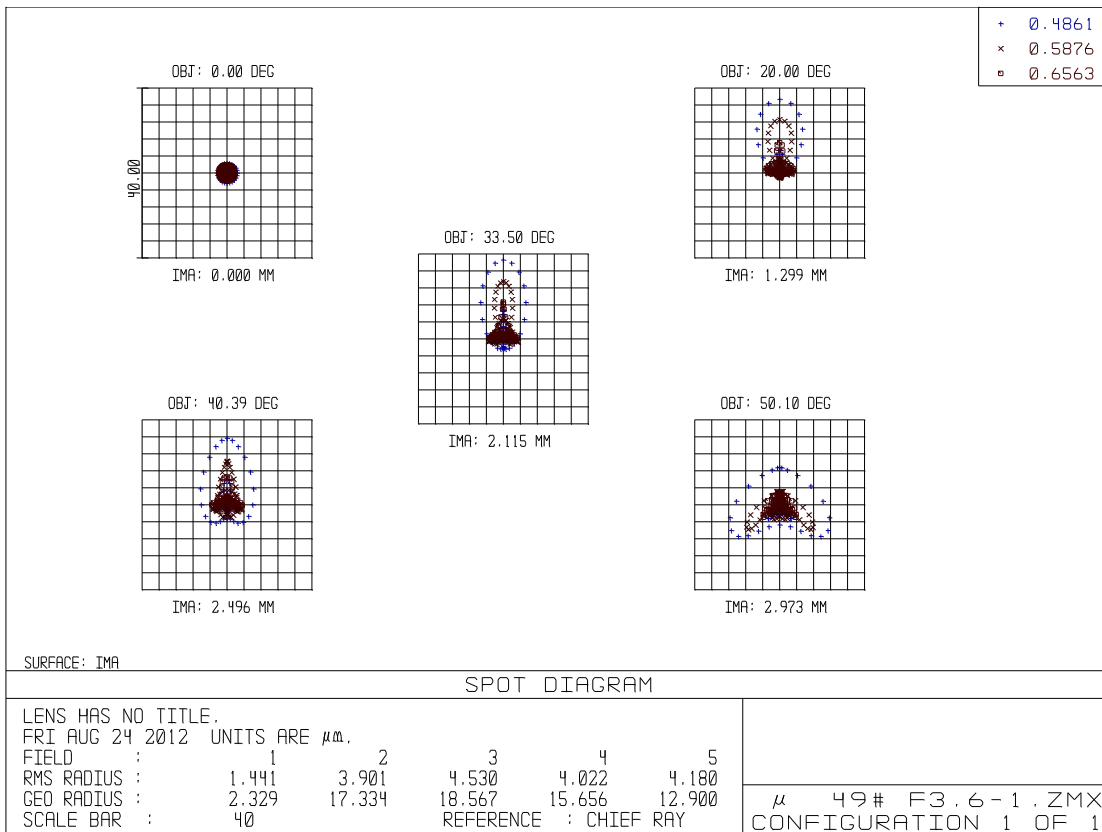 + 0.4861
× 0.5876
0.6563
OBJ: 0.00 DEG
40.00
IMA: 0.000 MM
OBJ: 20.00 DEG
IMA: 1.299 MM
OBJ: 33.50 DEG
IMA: 2.115 MM
OBJ: 40.39 DEG
IMA: 2.496 MM
OBJ: 50.10 DEG
IMA: 2.973 MM
SURFACE: IMA
SPOT DIAGRAM
LENS HAS NO TITLE.
FRI AUG 24 2012 UNITS ARE µm.
FIELD : 1 2 3 4 5
RMS RADIUS : 1.441 3.901 4.530 4.022 4.180
GEO RADIUS : 2.329 17.334 18.567 15.656 12.900
SCALE BAR : 40 REFERENCE : CHIEF RAY
µ 49# F3.6-1.ZMX
CONFIGURATION 1 OF 1